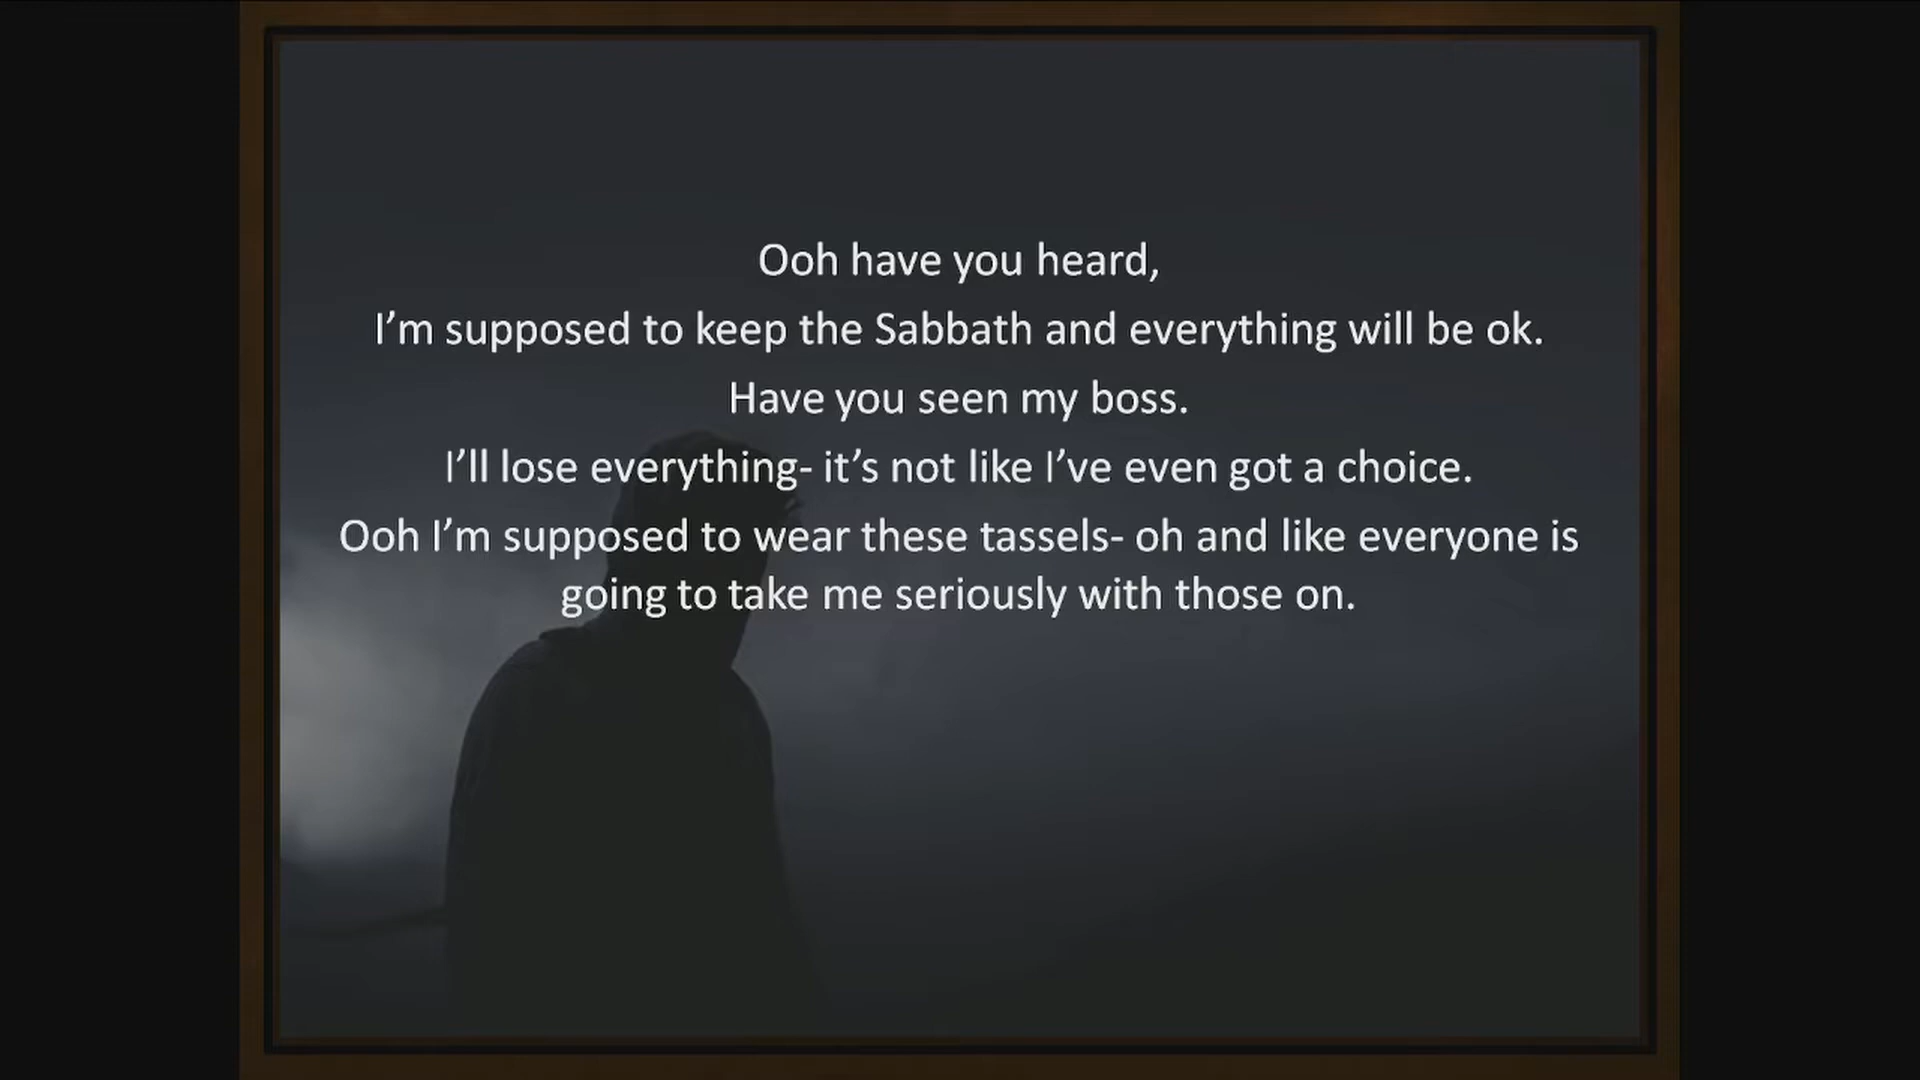 Ooh have you heard,
I'm supposed to keep the Sabbath and everything will be ok.
Have you seen my boss.
I'll lose everything- it's not like I've even got a choice.
Ooh I'm supposed to wear these tassels- oh and like everyone is
going to take me seriously with those on.